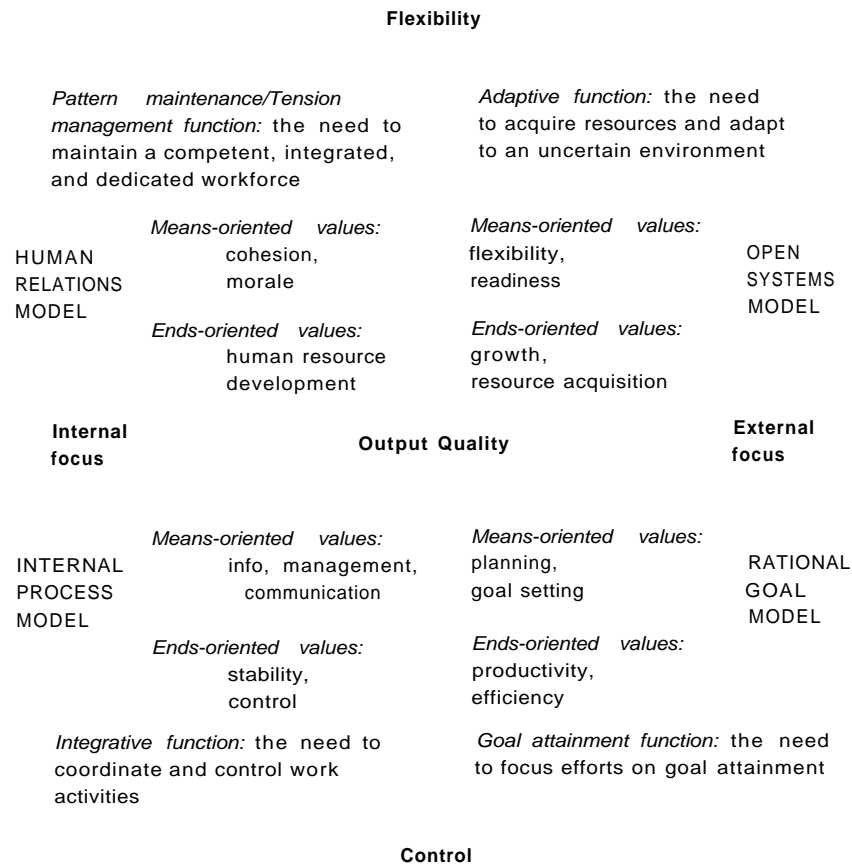 Flexibility
Pattern maintenance/Tension
management function: the need to
maintain a competent, integrated,
and dedicated workforce
Adaptive function: the need
to acquire resources and adapt
to an uncertain environment
HUMAN
RELATIONS
MODEL
Means-oriented values:
cohesion,
morale
Ends-oriented values:
human resource
development
Means-oriented values:
flexibility,
readiness
Ends-oriented values:
growth,
resource acquisition
OPEN
SYSTEMS
MODEL
Internal
focus
Output Quality
External
focus
INTERNAL
PROCESS
MODEL
Means-oriented values:
info, management,
communication
Ends-oriented values:
stability,
control
Means-oriented values:
planning,
goal setting
Ends-oriented values:
productivity,
efficiency
RATIONAL
GOAL
MODEL
Integrative function: the need to
coordinate and control work
activities
Goal attainment function: the need
to focus efforts on goal attainment
Control